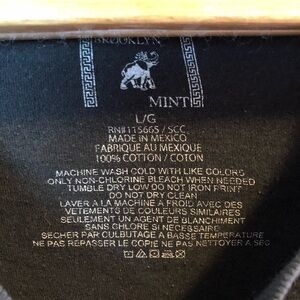 BROOKLYN
MINT
L/G
RN#115665 / SCC
MADE IN MEXICO
FABRIQUE AU MEXIQUE
100% COTTON / COTON
MACHINE WASH COLD WITH LIKE COLORS
ONLY NON-CHLORINE BLEACH WHEN NEEDED
TUMBLE DRY LOW DO NOT IRON PRINT
DO NOT DRY CLEAN
LAVER A LA MACHINE A FROID AVEC DES
VETEMENTS DE COULEURS SIMILAIRES
SEULEMENT UN AGENT DE BLANCHIMENT
SANS CHLORE SI NECESSAIRE
SECHER PAR CULBUTAGE A BASSE TEMPERATURE
NE PAS REPASSER LE COPIE NE PAS NETTOYER A SEC